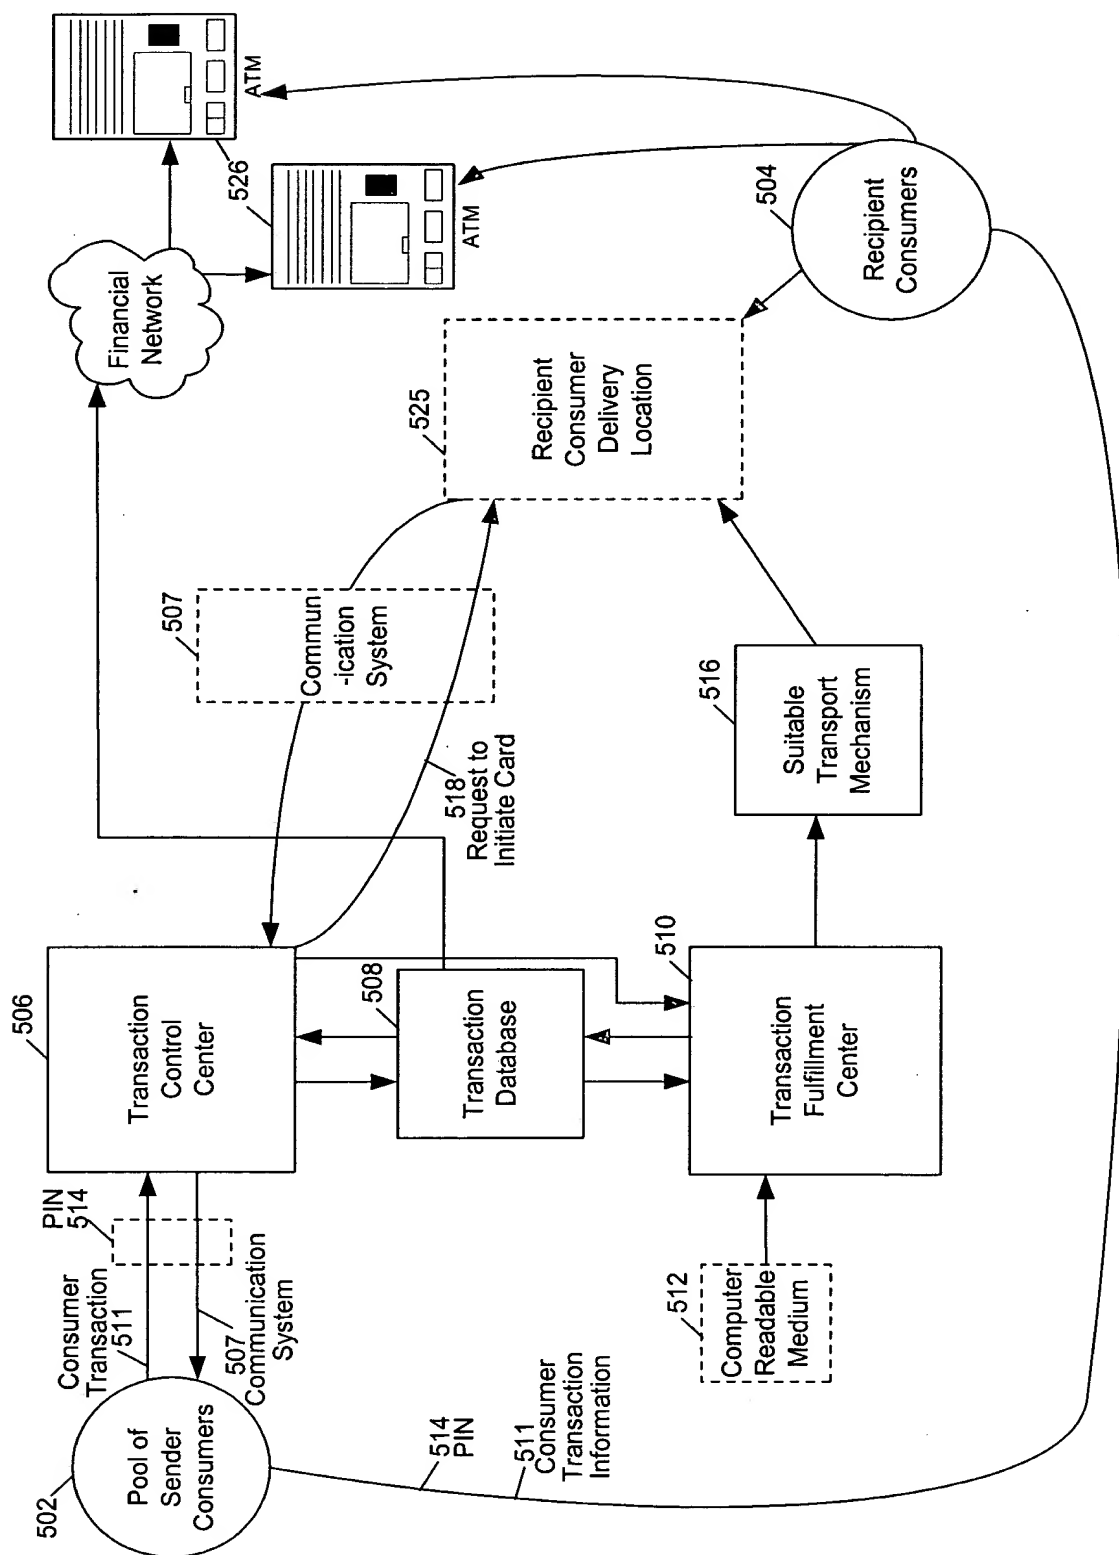 502
Pool of
Sender
Consumers
Consumer
Transaction
511
PIN
514
507
Communication
System
506
Transaction
Control
Center
508
Transaction
Database
510
Transaction
Fulfillment
Center
512
Computer
Readable
Medium
514
PIN
511
Consumer
Transaction
Information
518
Request to
Initiate Card
507
Commun
-ication
System
516
Suitable
Transport
Mechanism
525
Recipient
Consumer
Delivery
Location
Financial
Network
526
ATM
ATM
504
Recipient
Consumers